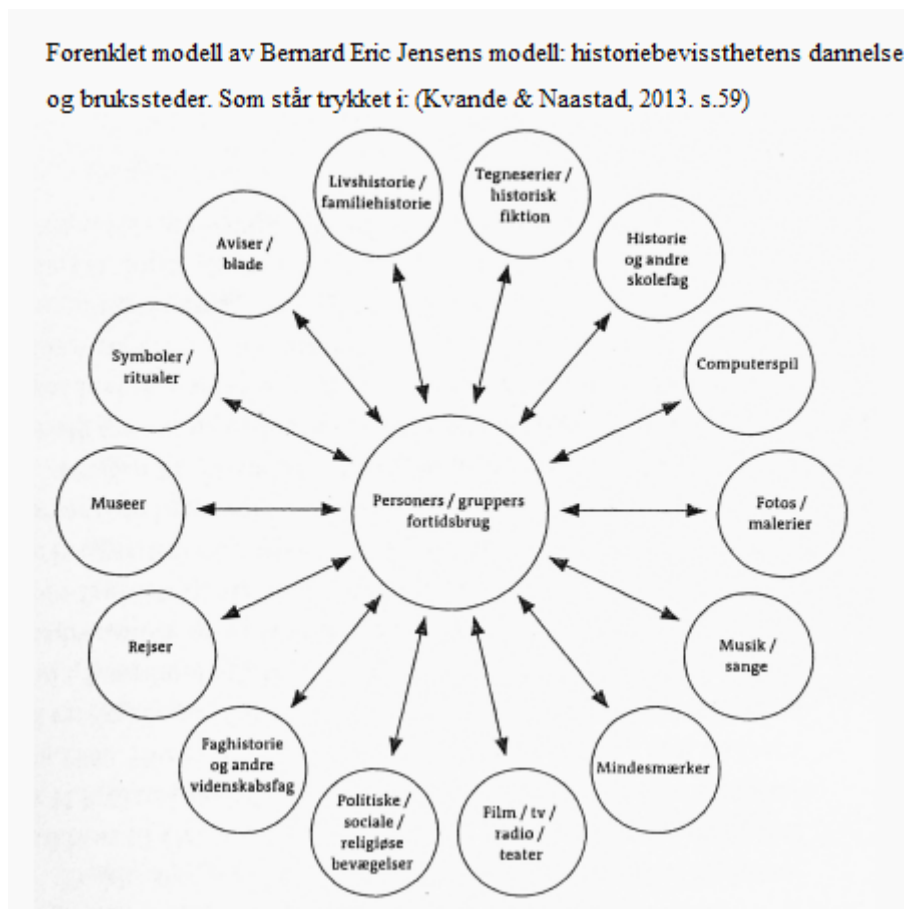 Forenklet modell av Bernard Eric Jensens modell: historiebevissthetens dannelse
og brukssteder. Som står trykket i: (Kvande & Naastad, 2013. s.59)
Livshistorie /
familiehistorie
Tegneserier /
historisk
fiktion
Historie
og andre
skolefag
Computerspil
Fotos /
malerier
Musik /
sange
Mindesmærker
Film / tv /
radio /
teater
Politiske /
sociale /
religiøse
bevægelser
Faghistorie
og andre
videnskabsfag
Rejser
Museer
Symboler /
ritualer
Aviser /
blade
Personers / gruppers
fortidsbrug